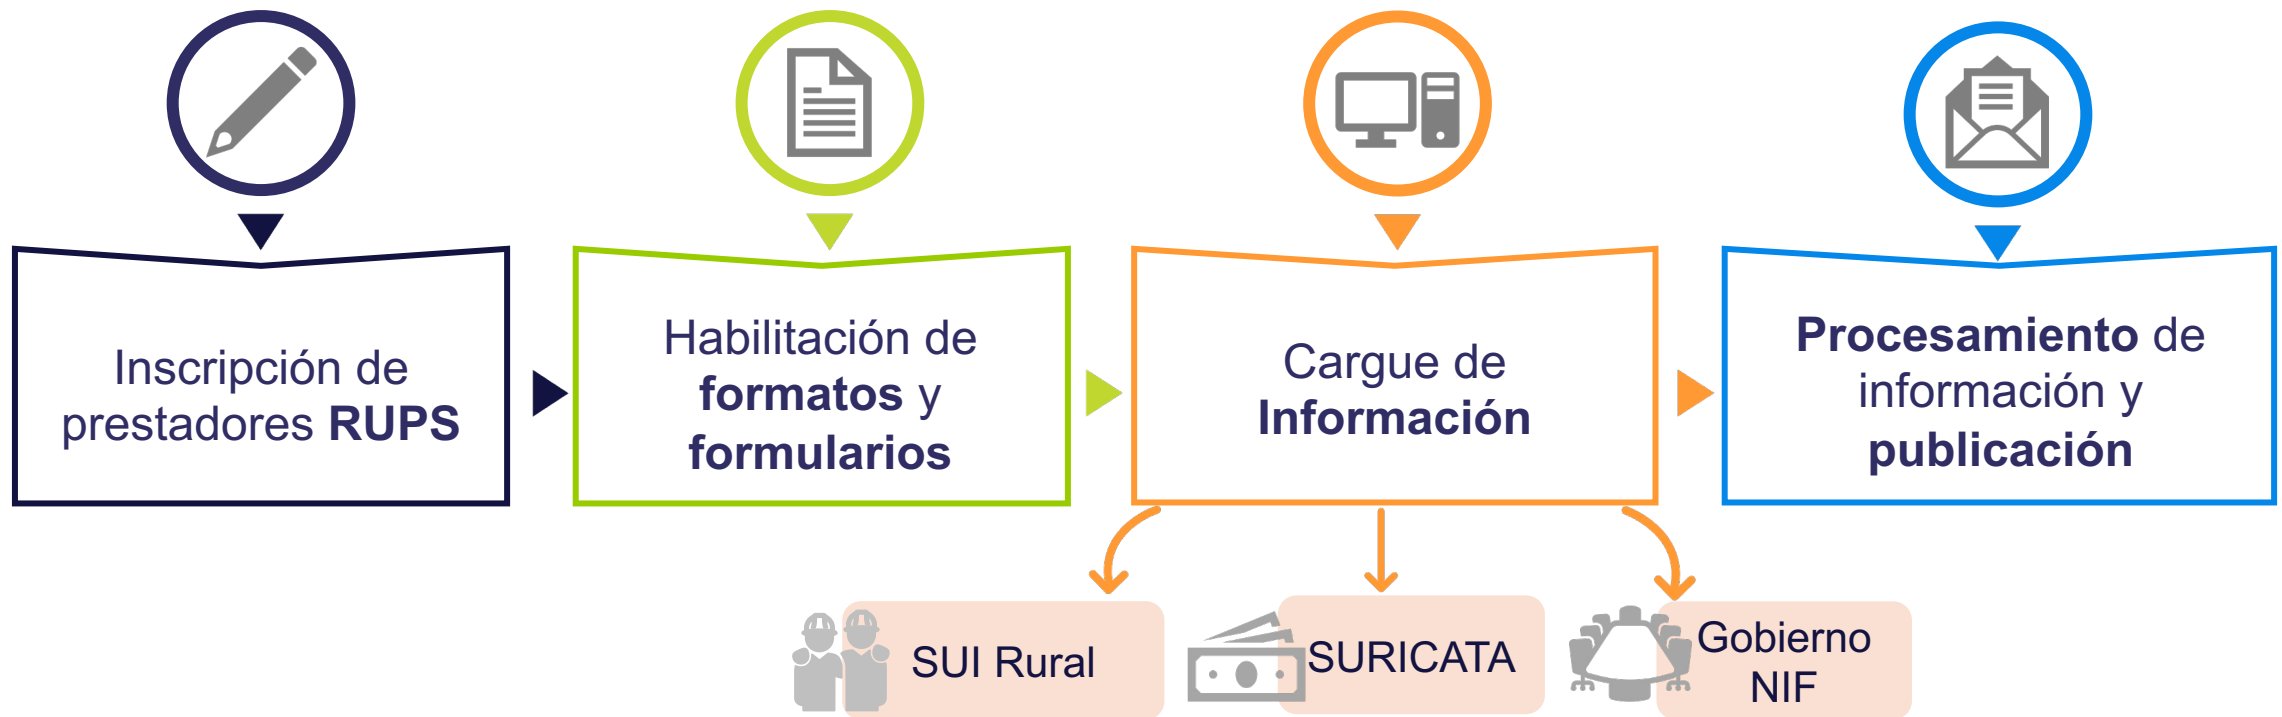 Inscripción de
prestadores RUPS
Habilitación de
formatos y
formularios
Cargue de
Información
Procesamiento de
información y
publicación
SUI Rural
SURICATA
Gobierno
NIF